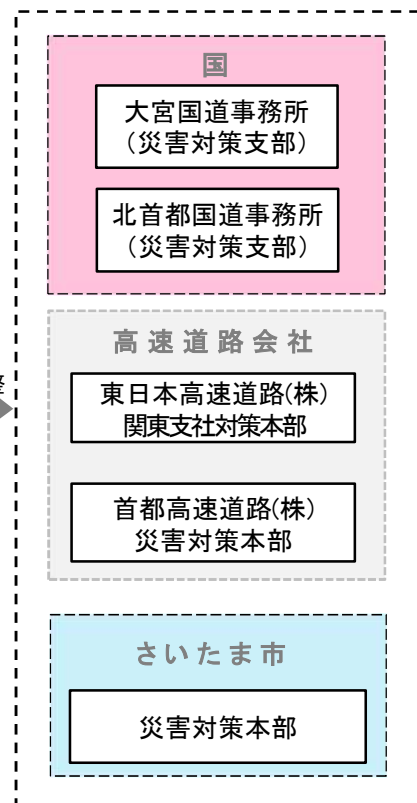 国
大宮国道事務所
（災害対策支部）
北首都国道事務所
（災害対策支部）
高速道路会社
東日本高速道路(株)
関東支社対策本部
首都高速道路(株)
災害対策本部
さいたま市
災害対策本部